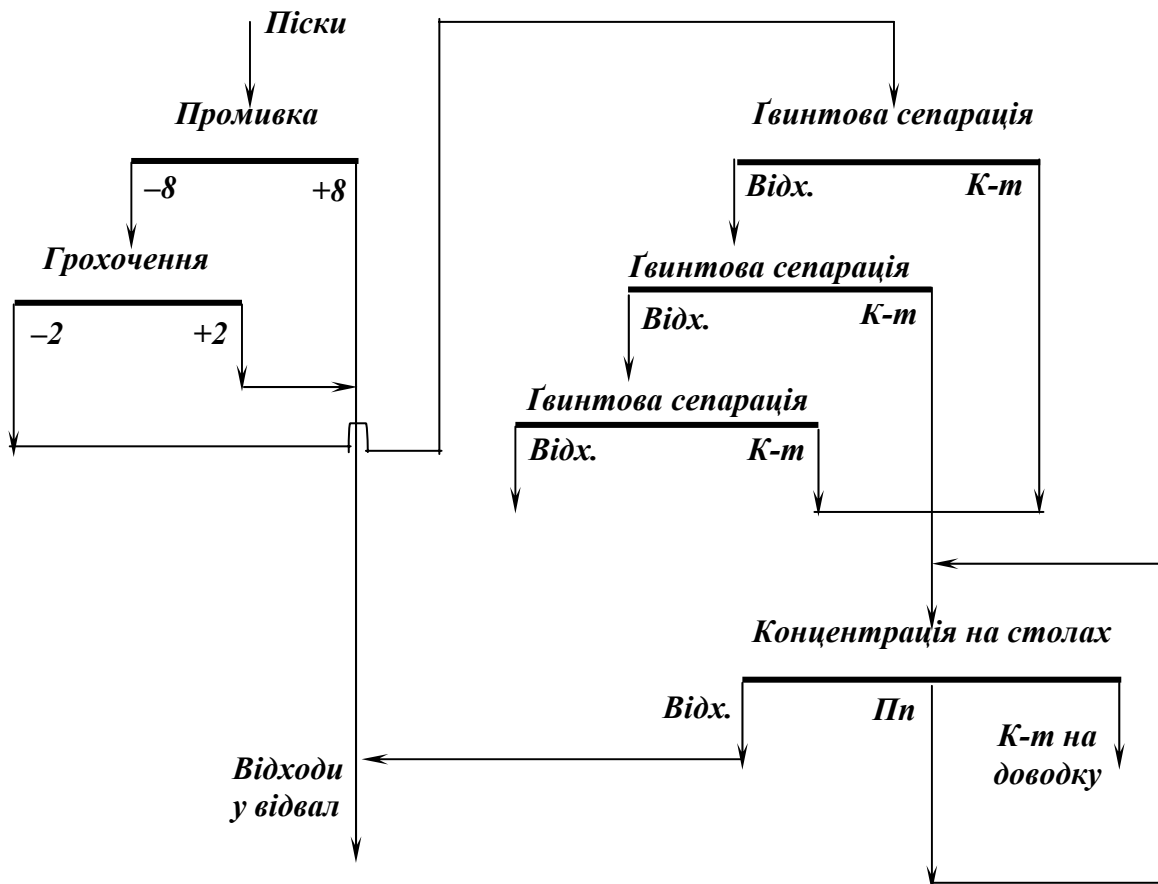 Піски
Промивка
–8
+8
Грохочення
–2
+2
Ґвинтова сепарація
Відх.
К-т
Ґвинтова сепарація
Відх.
К-т
Ґвинтова сепарація
Відх.
К-т
Концентрація на столах
Відх.
Пп
К-т на
доводку
Відходи
у відвал